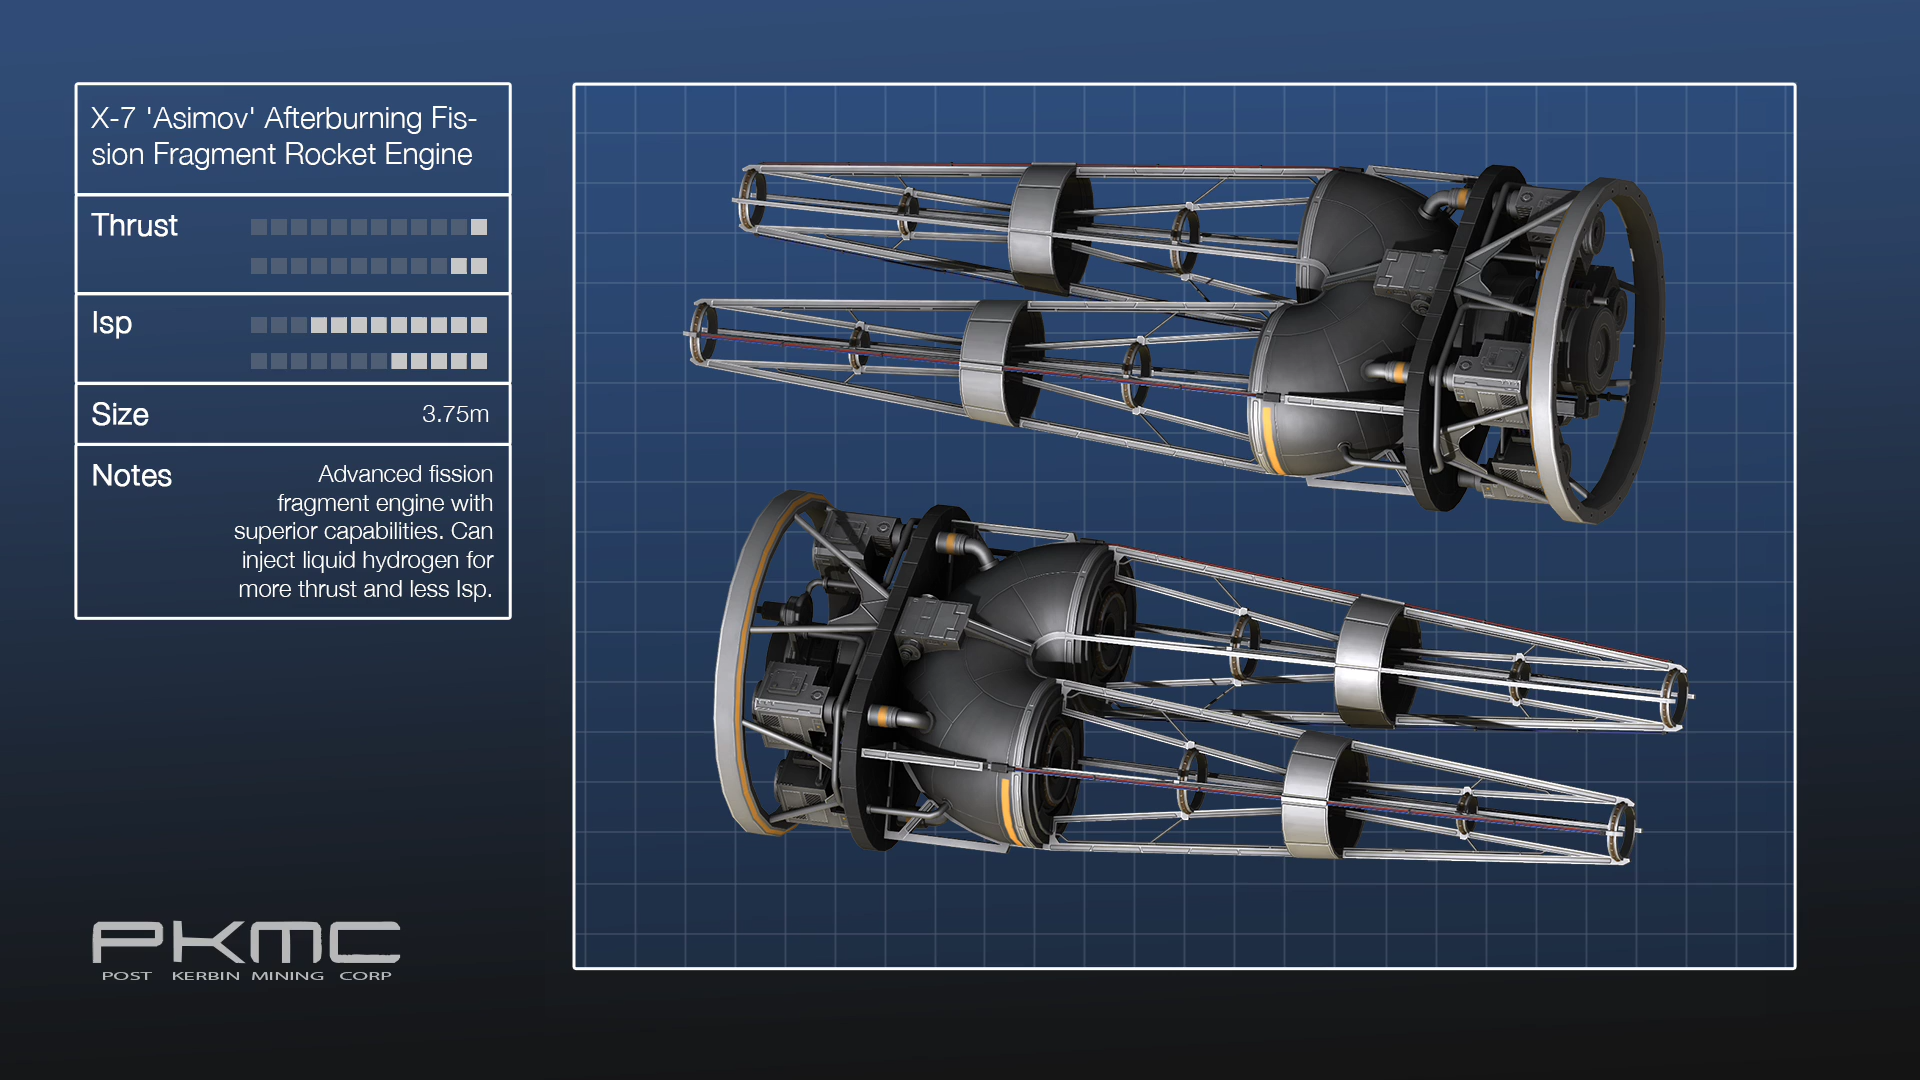 X-7 'Asimov' Afterburning Fis-
sion Fragment Rocket Engine
Thrust
Isp
Size 3.75m
Notes Advanced fission
fragment engine with
superior capabilities. Can
inject liquid hydrogen for
more thrust and less Isp.
PKMC
POST KERBIN MINING CORP